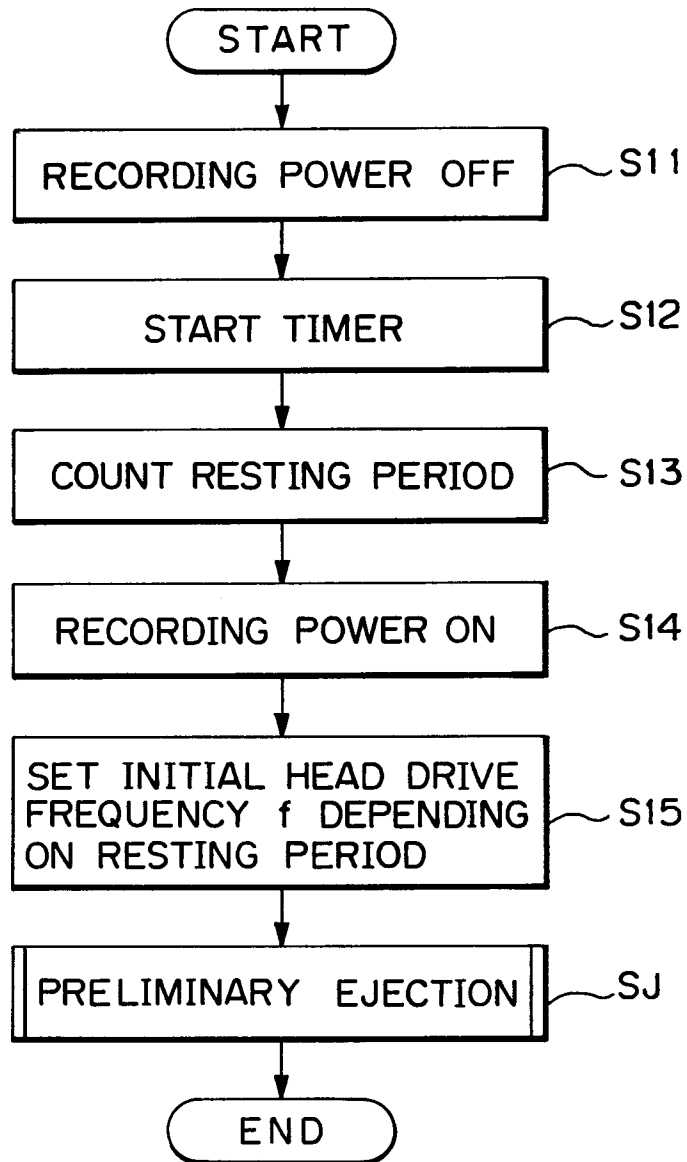 START
RECORDING POWER OFF
S11
START TIMER
S12
COUNT RESTING PERIOD
S13
RECORDING POWER ON
S14
SET INITIAL HEAD DRIVE
FREQUENCY f DEPENDING
ON RESTING PERIOD
S15
PRELIMINARY EJECTION
SJ
END